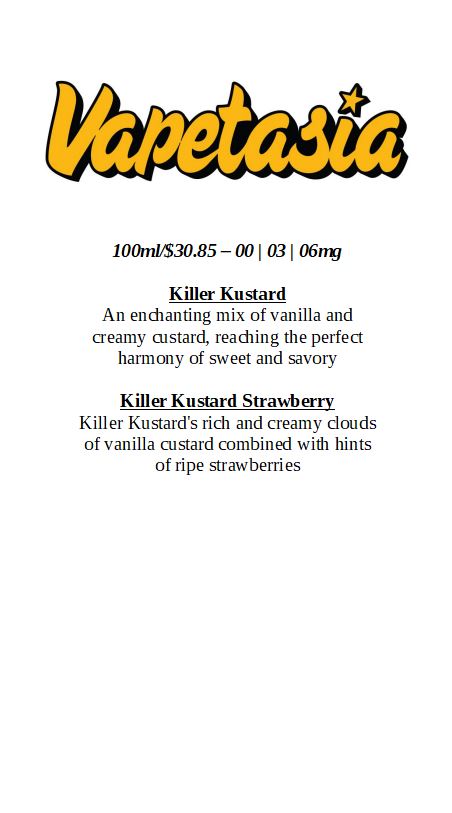 Vapetasia
100ml/$30.85 – 00 | 03 | 06mg
Killer Kustard
An enchanting mix of vanilla and
creamy custard, reaching the perfect
harmony of sweet and savory
Killer Kustard Strawberry
Killer Kustard's rich and creamy clouds
of vanilla custard combined with hints
of ripe strawberries